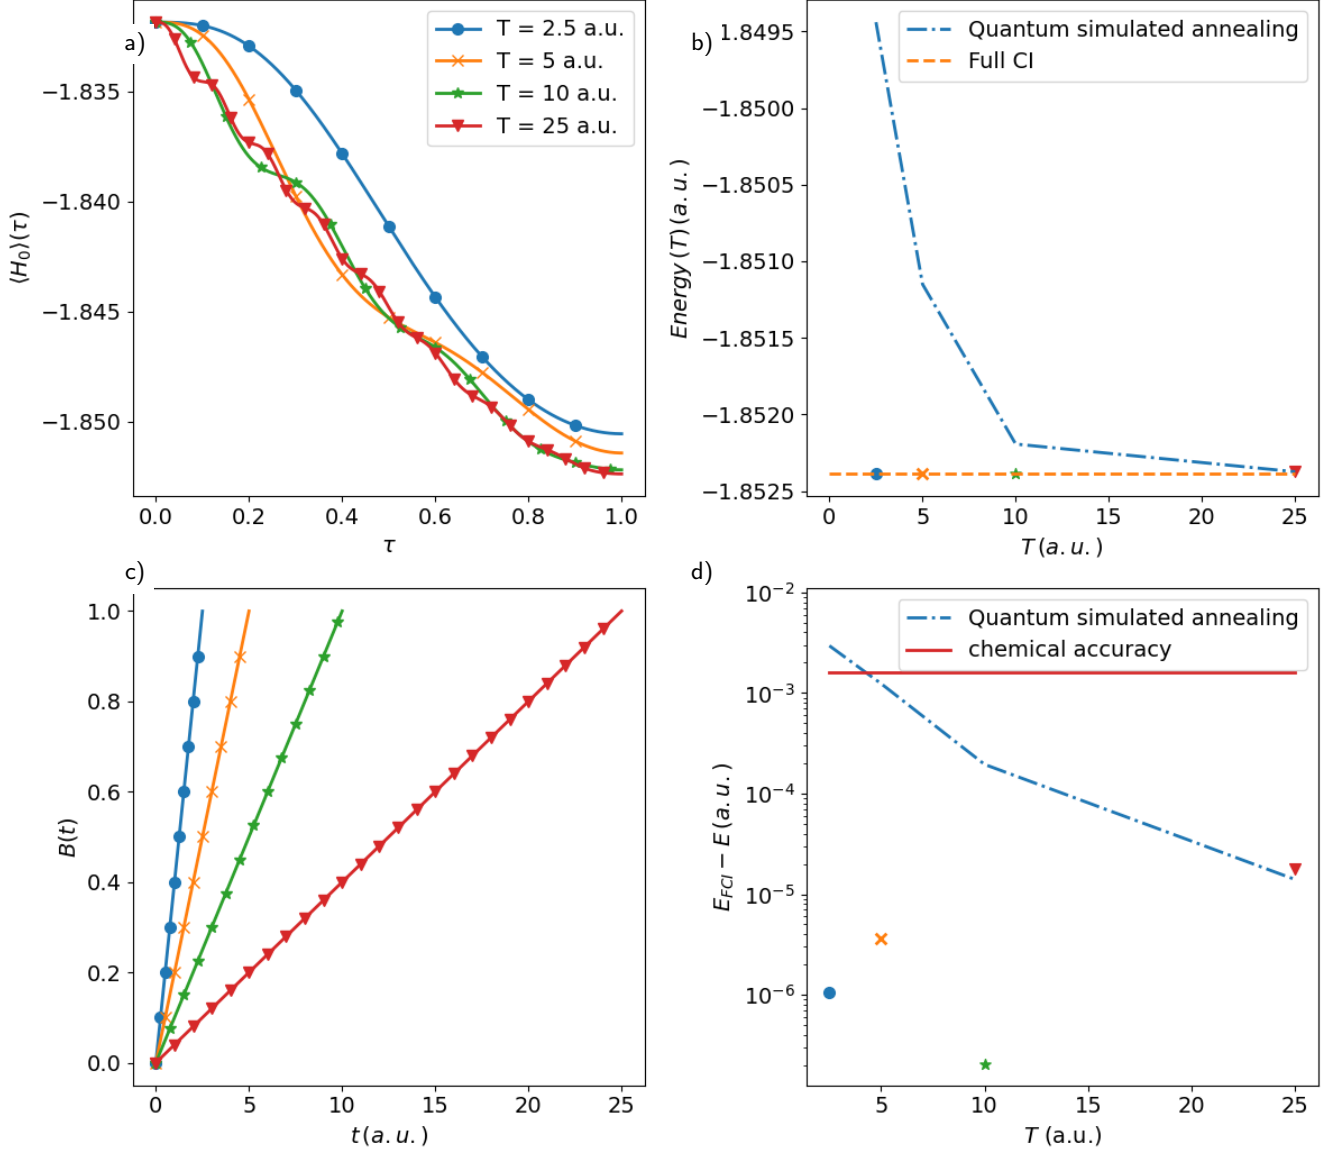 a)
T = 2.5 a.u.
T = 5 a.u.
T = 10 a.u.
T = 25 a.u.
−1.835
−1.840
−1.845
−1.850
⟨H₀⟩(τ)
0.0 0.2 0.4 0.6 0.8 1.0
τ
b)
Quantum simulated annealing
Full CI
−1.8495
−1.8500
−1.8505
−1.8510
−1.8515
−1.8520
−1.8525
Energy (T) (a.u.)
0 5 10 15 20 25
T (a.u.)
c)
1.0
0.8
0.6
0.4
0.2
0.0
B(t)
0 5 10 15 20 25
t (a.u.)
d)
Quantum simulated annealing
chemical accuracy
10⁻²
10⁻³
10⁻⁴
10⁻⁵
10⁻⁶
E_FCI − E (a.u.)
5 10 15 20 25
T (a.u.)